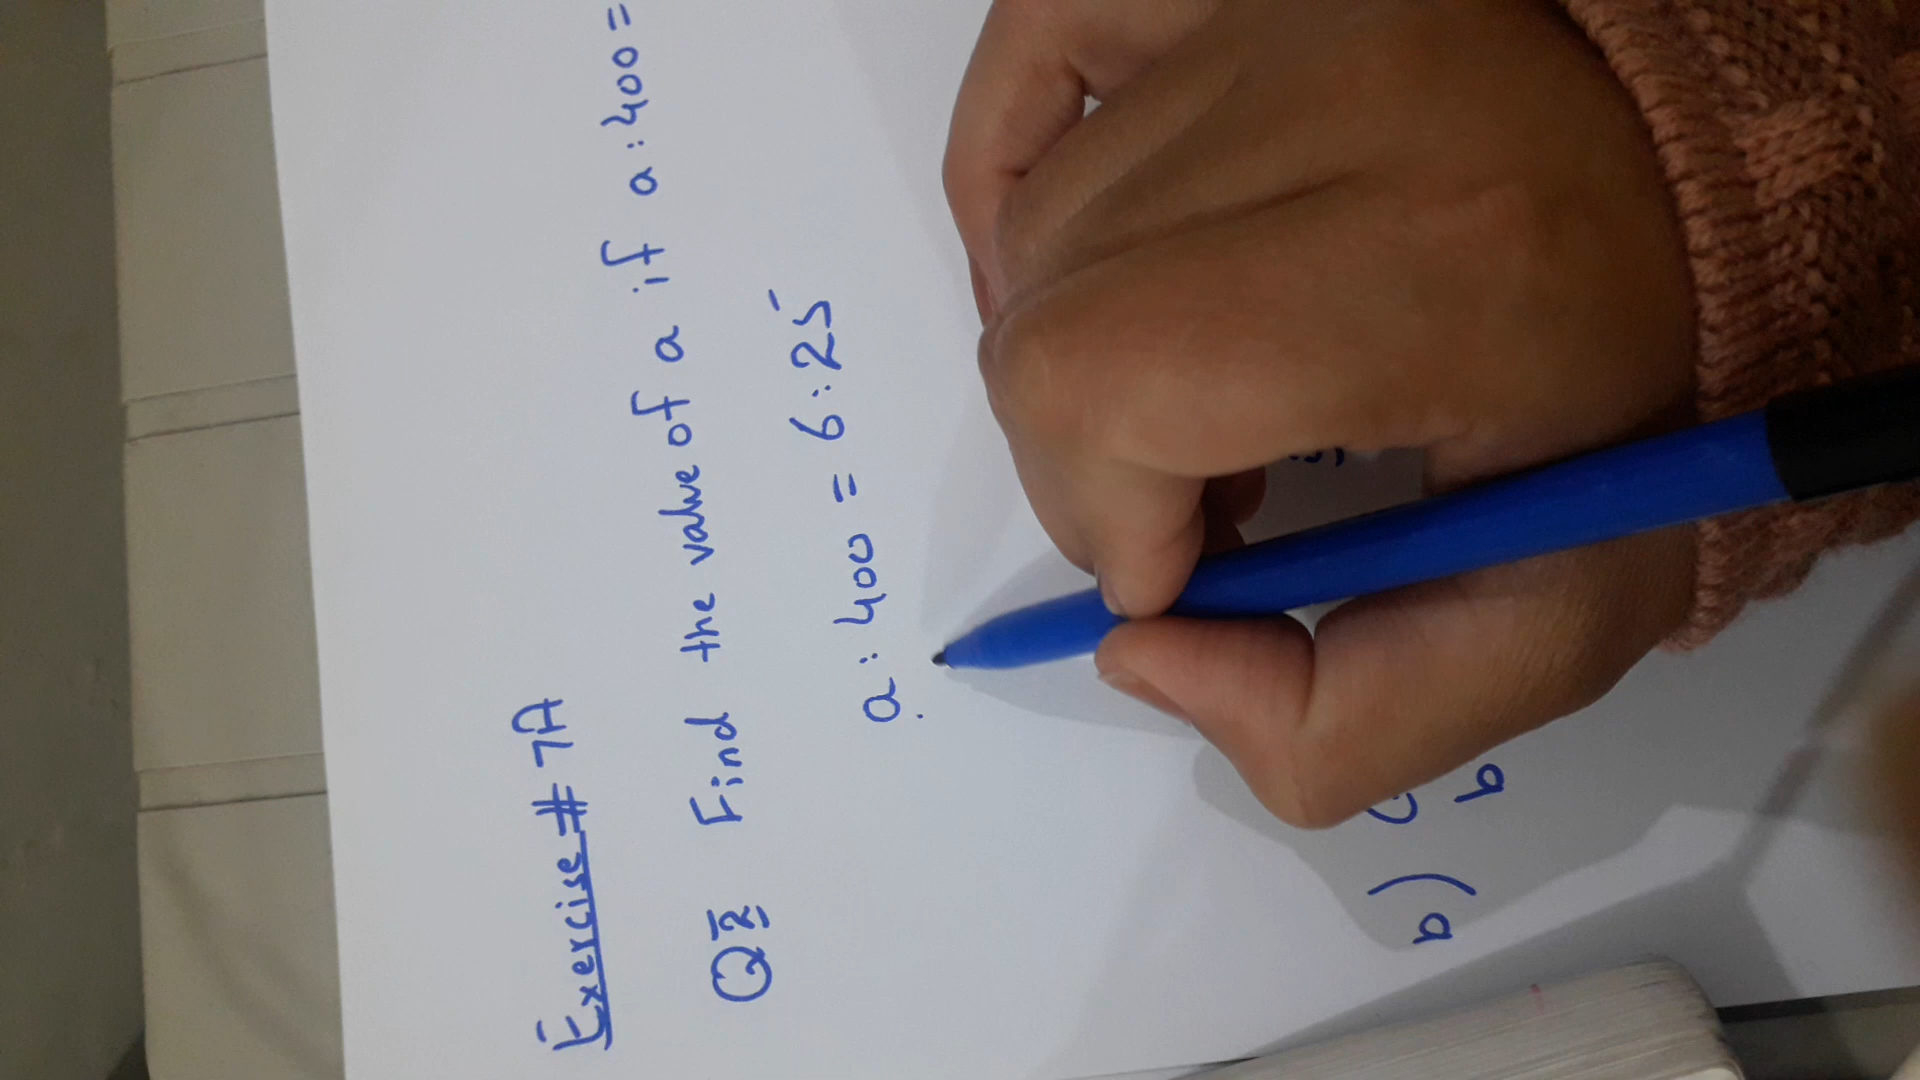 Exercise # 7A
Q2 Find the value of a if a : 400 =
a : 400 = 6 : 25